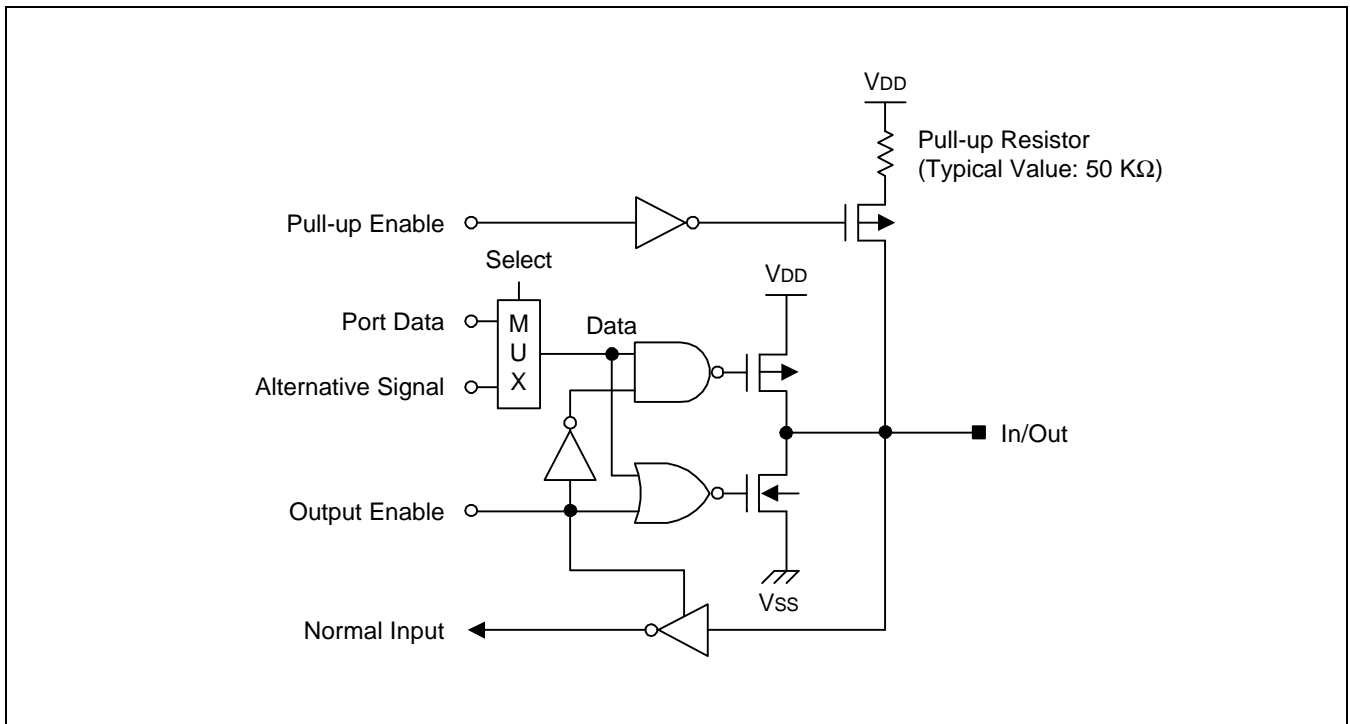 VDD
Pull-up Resistor
(Typical Value: 50 KΩ)
Pull-up Enable
Select
VDD
Port Data
MUX
Data
Alternative Signal
In/Out
Output Enable
VSS
Normal Input